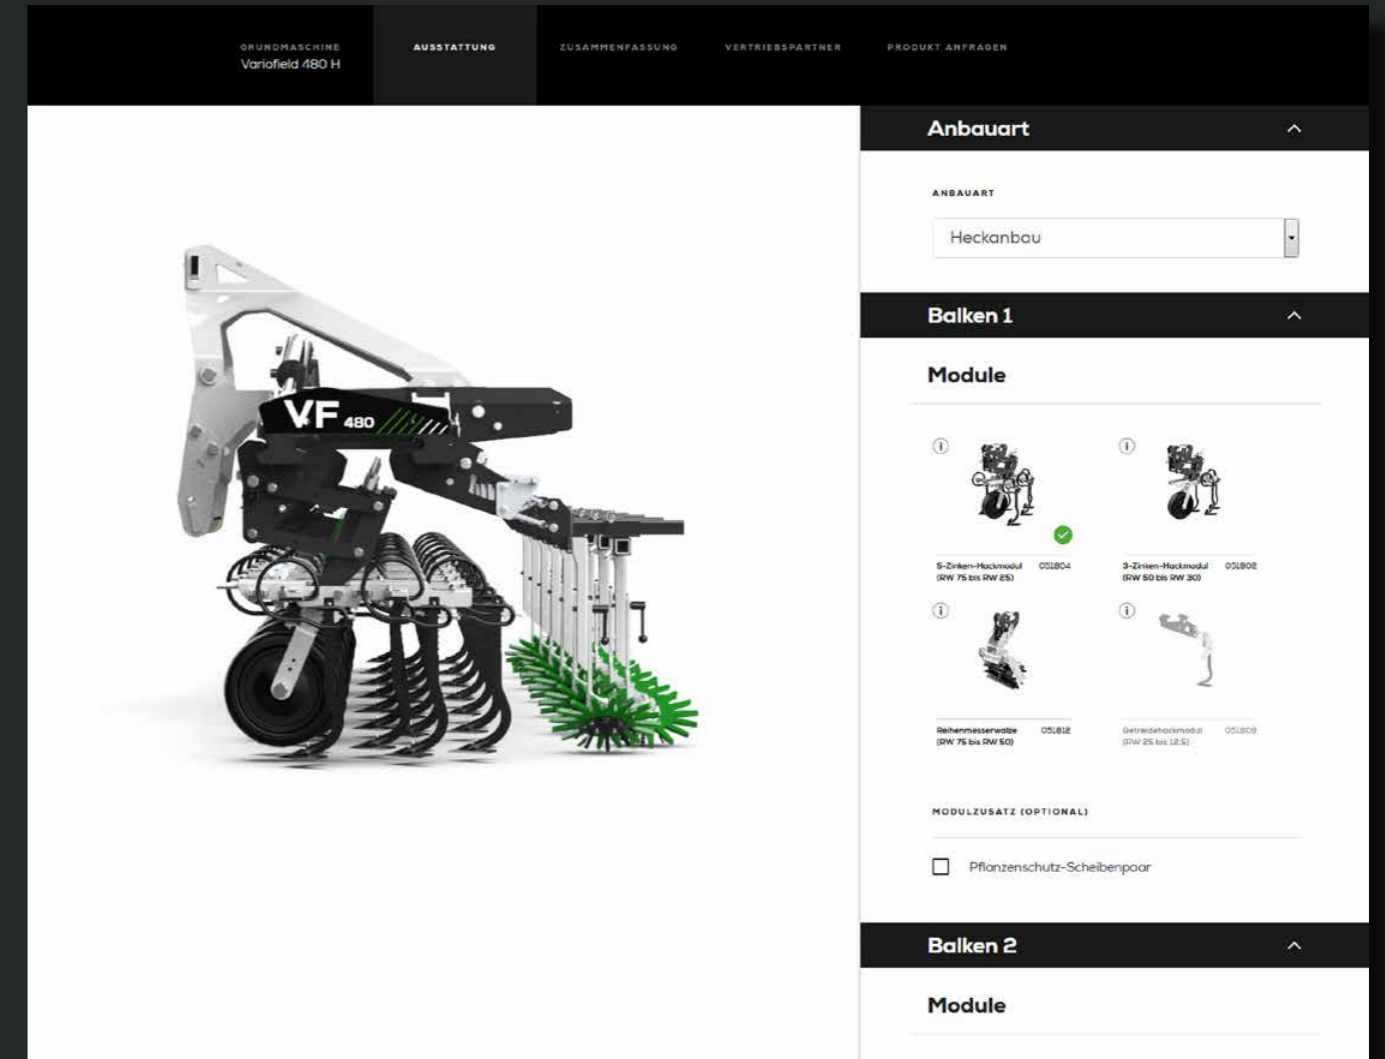 GRUNDMASCHINE
Variofield 480 H
AUSSTATTUNG
ZUSAMMENFASSUNG
VERTRIEBSPARTNER
PRODUKT ANFRAGEN
Anbauart
ANBAUART
Heckanbau
Balken 1
Module
5-Zinken-Hackmodul 051804
(RW 75 bis RW 25)
3-Zinken-Hackmodul 051802
(RW 50 bis RW 30)
Reihenmesserwalze 051812
(RW 75 bis RW 50)
Getreidehackmodul 051809
(RW 25 bis 12.5)
MODULZUSATZ (OPTIONAL)
Pflanzenschutz-Scheibenpaar
Balken 2
Module
VF 480